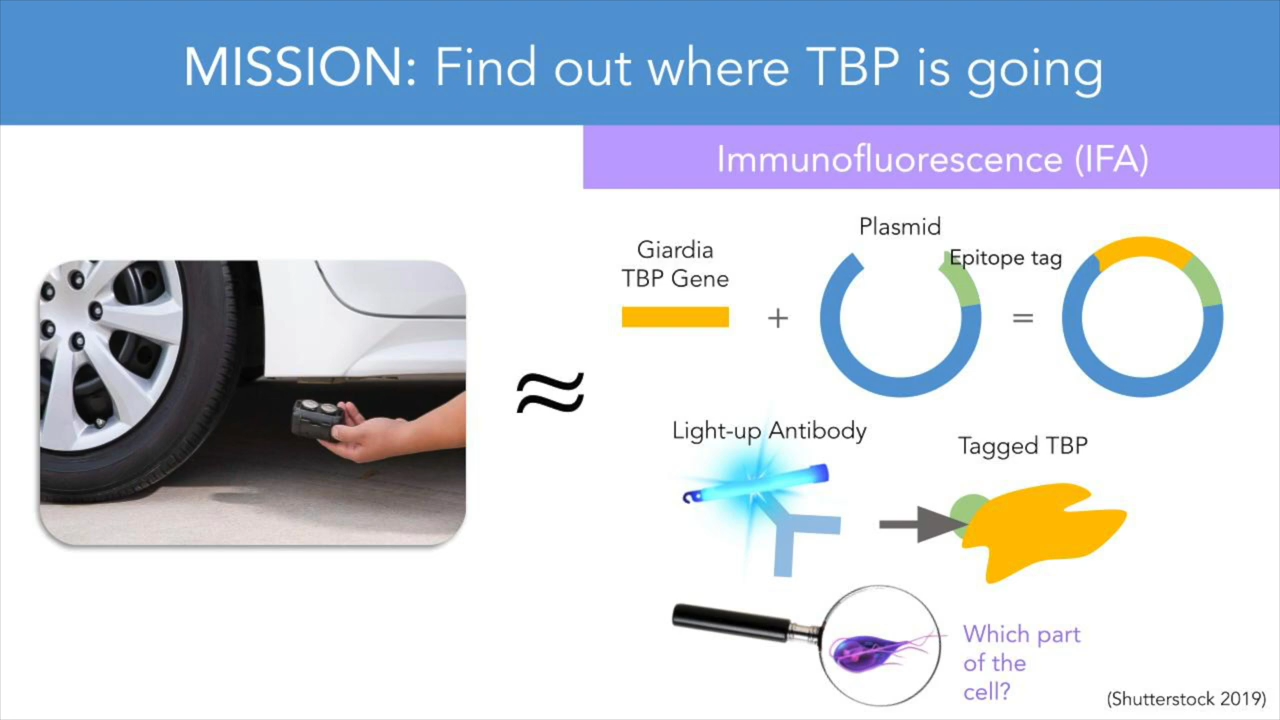 MISSION: Find out where TBP is going
Immunofluorescence (IFA)
Plasmid
Giardia
TBP Gene
Epitope tag
+
=
≈
Light-up Antibody
Tagged TBP
Which part
of the
cell?
(Shutterstock 2019)